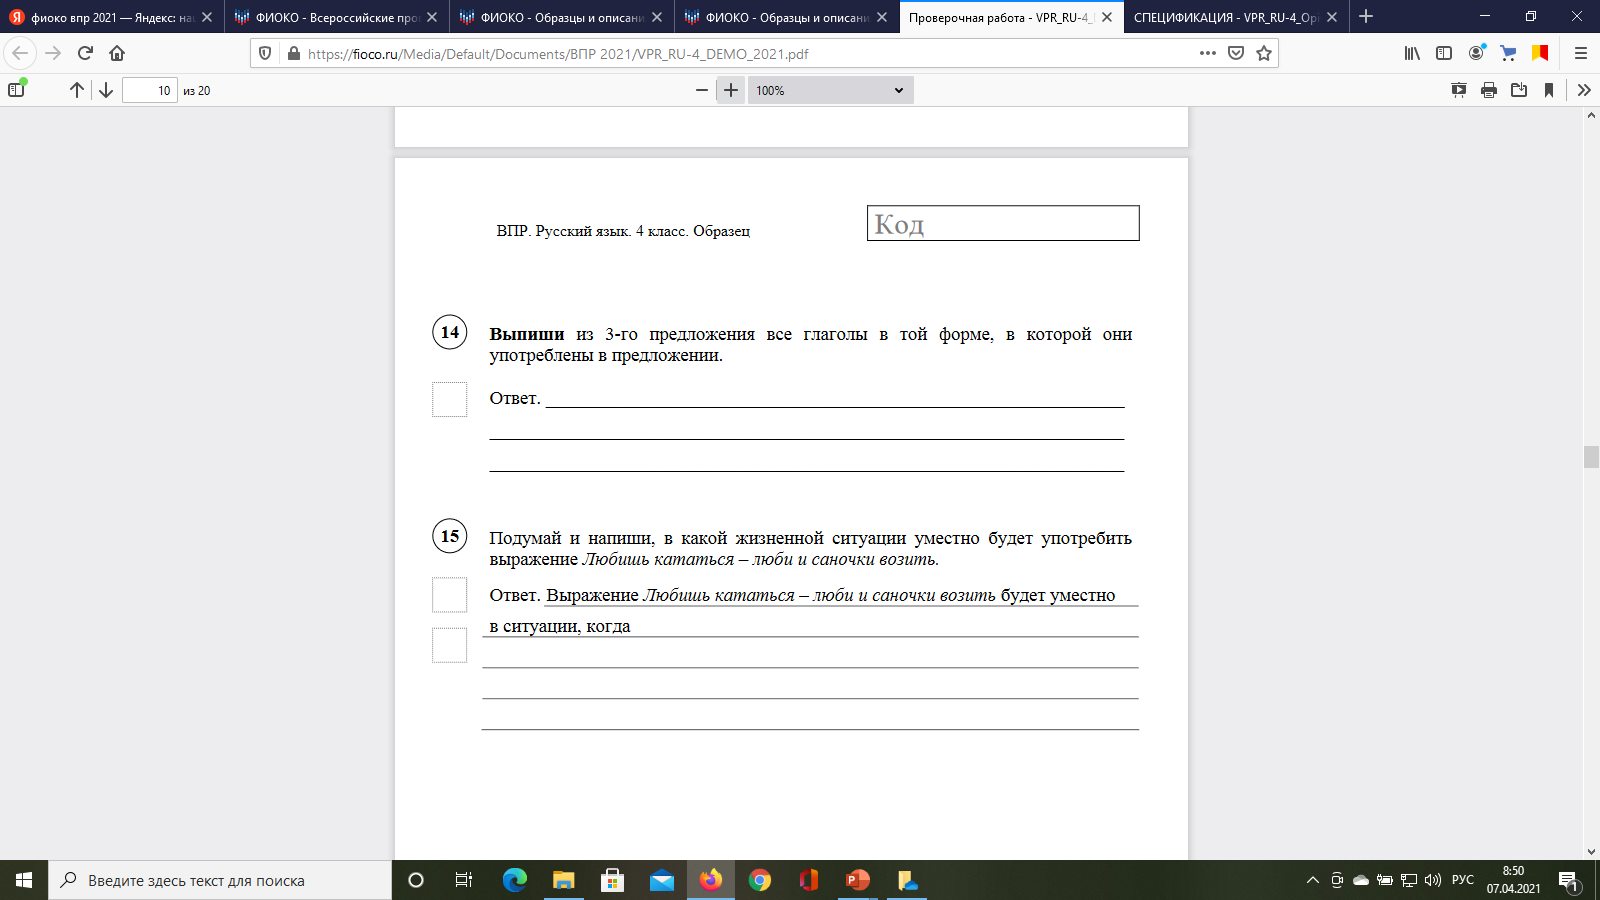 фиоко впр 2021 — Яндекс: на
ФИОКО - Всероссийские про
ФИОКО - Образцы и описани
ФИОКО - Образцы и описани
Проверочная работа - VPR_RU-4_
СПЕЦИФИКАЦИЯ - VPR_RU-4_Op
https://fioco.ru/Media/Default/Documents/ВПР 2021/VPR_RU-4_DEMO_2021.pdf
10 из 20
100%
Код
ВПР. Русский язык. 4 класс. Образец
14 Выпиши из 3-го предложения все глаголы в той форме, в которой они
употреблены в предложении.
Ответ.
15 Подумай и напиши, в какой жизненной ситуации уместно будет употребить
выражение Любишь кататься – люби и саночки возить.
Ответ. Выражение Любишь кататься – люби и саночки возить будет уместно
в ситуации, когда
Введите здесь текст для поиска
РУС
8:50
07.04.2021
1